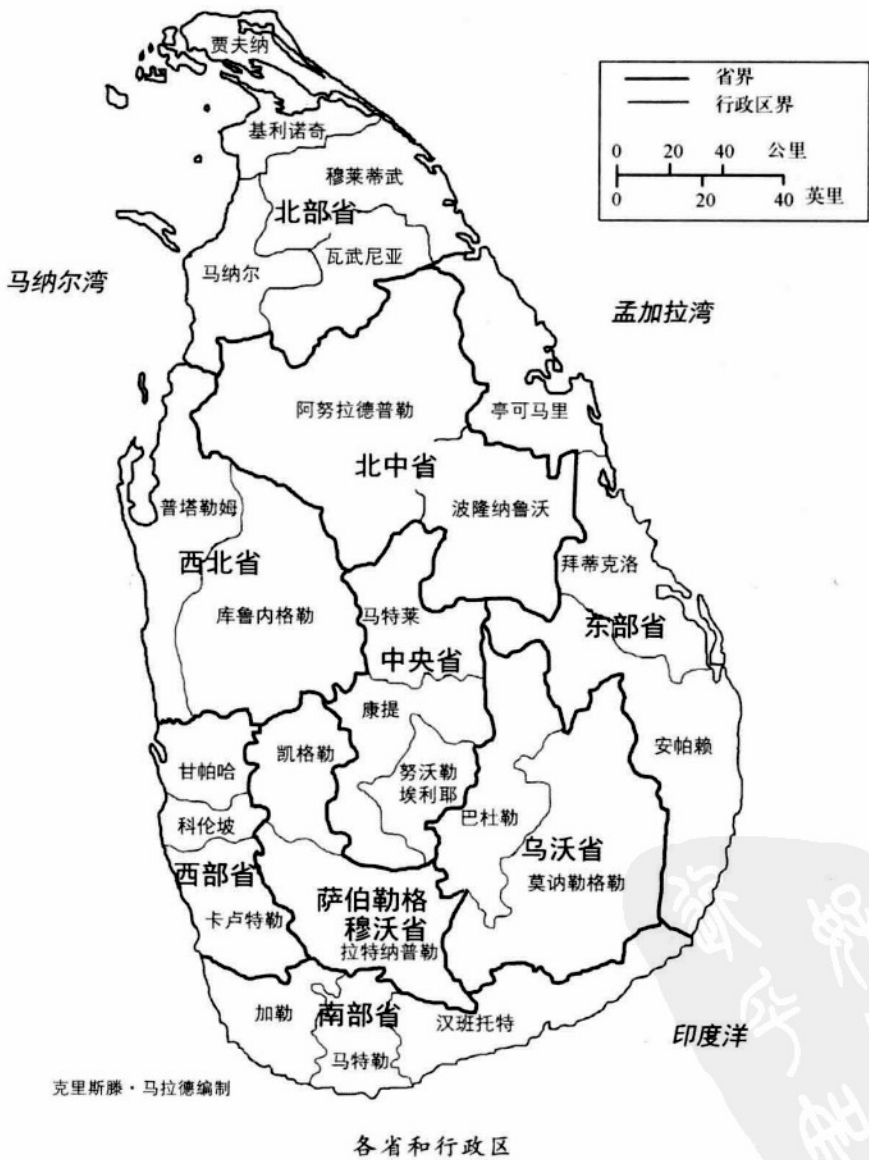 贾夫纳
省界
行政区界
基利诺奇
0 20 40 公里
0 20 40 英里
穆莱蒂武
北部省
瓦武尼亚
马纳尔
马纳尔湾
孟加拉湾
阿努拉德普勒
亭可马里
北中省
普塔勒姆
波隆纳鲁沃
西北省
拜蒂克洛
库鲁内格勒
马特莱
东部省
中央省
康提
安帕赖
甘帕哈
凯格勒
努沃勒
埃利耶
科伦坡
巴杜勒
乌沃省
西部省
莫讷勒格勒
萨伯勒格
穆沃省
卡卢特勒
拉特纳普勒
加勒
南部省
汉班托特
马特勒
印度洋
克里斯滕·马拉德编制
各省和行政区